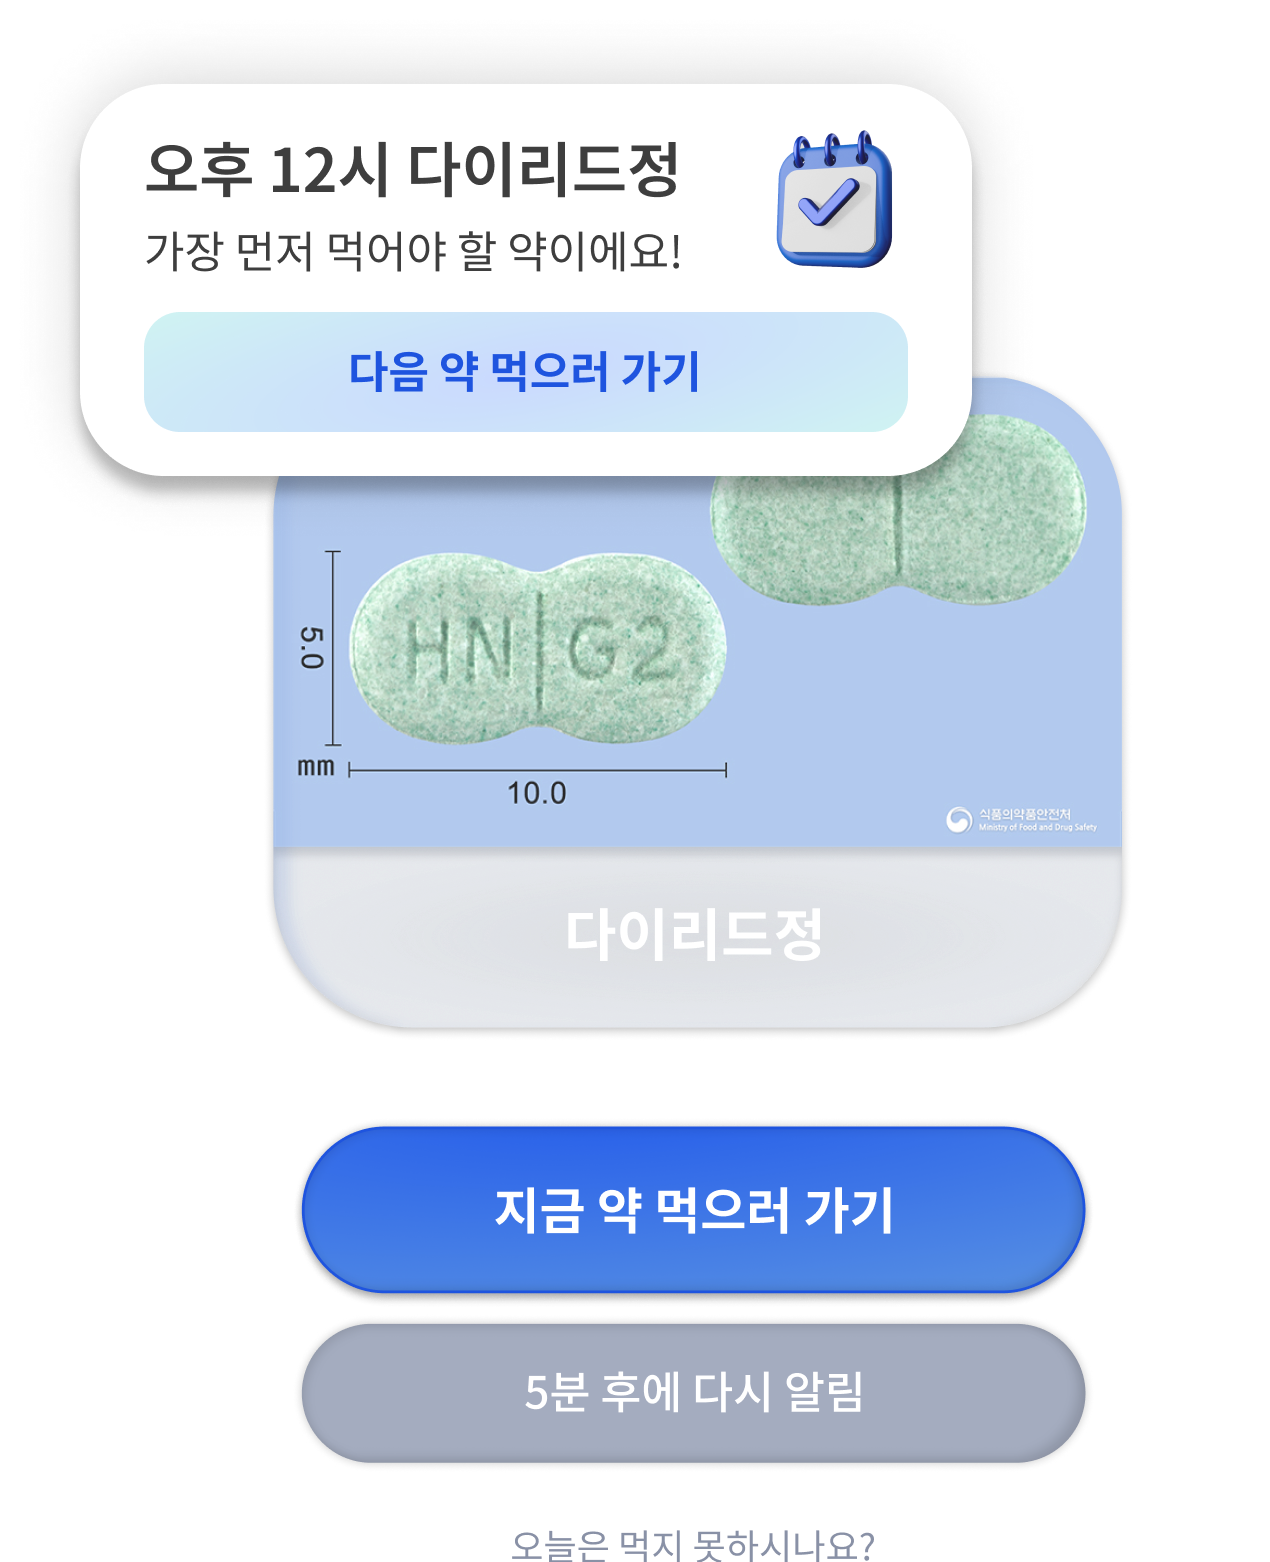 오후 12시 다이리드정
가장 먼저 먹어야 할 약이에요!
다음 약 먹으러 가기
HN G2
5.0
mm
10.0
식품의약품안전처
Ministry of Food and Drug Safety
다이리드정
지금 약 먹으러 가기
5분 후에 다시 알림
오늘은 먹지 못하시나요?